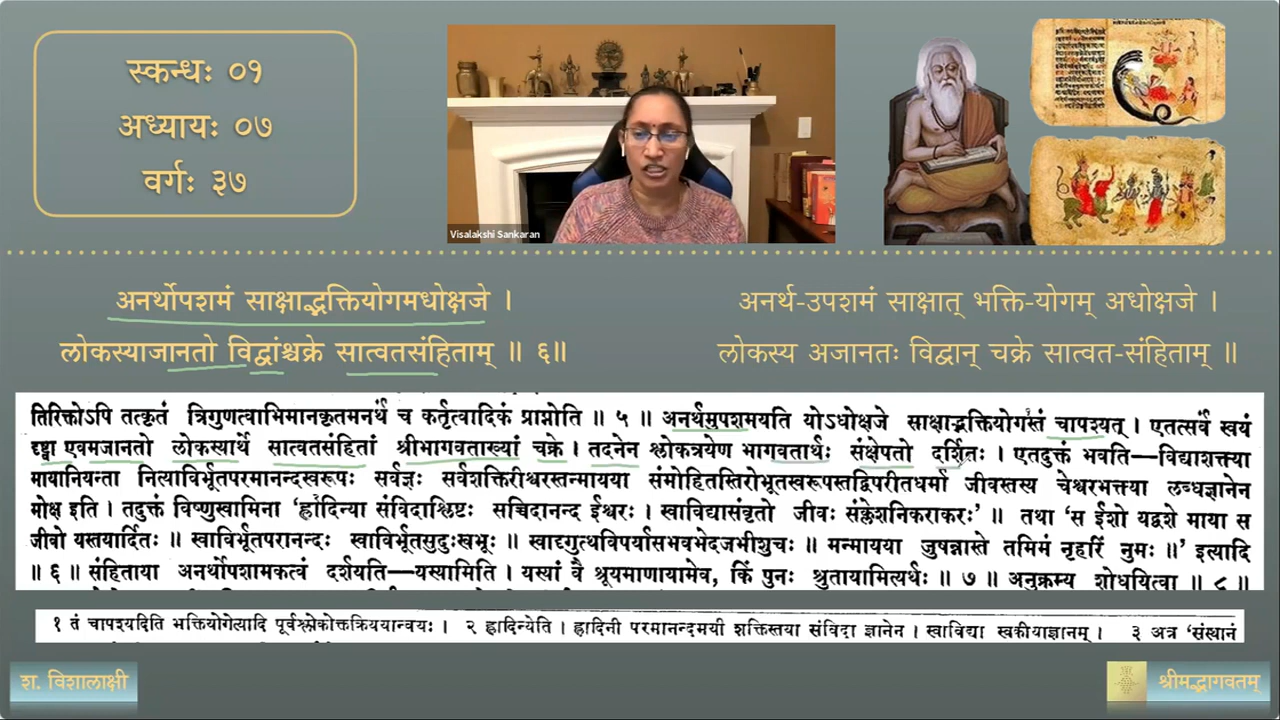 स्कन्धः ०१
अध्यायः ०७
वर्गः ३७
Visalakshi Sankaran
अनर्थोपशमं साक्षाद्भक्तियोगमधोक्षजे ।
लोकस्याजानतो विद्वांश्चक्रे सात्वतसंहिताम् ॥ ६॥
अनर्थ-उपशमं साक्षात् भक्ति-योगम् अधोक्षजे ।
लोकस्य अजानतः विद्वान् चक्रे सात्वत-संहिताम् ॥
तिरिक्तोऽपि तत्कृतं त्रिगुणत्वाभिमानकृतमनर्थं च कर्तृत्वादिकं प्राप्नोति ॥ ५ ॥ अनर्थमुपशमयति योऽधोक्षजे साक्षाद्भक्तियोगस्तं चापश्यत् । एतत्सर्वं स्वयं
दृष्ट्वा एवमजानतो लोकस्यार्थे सात्वतसंहितां श्रीभागवताख्यां चक्रे । तदनेन श्लोकत्रयेण भागवतार्थः संक्षेपतो दर्शितः । एतदुक्तं भवति—विद्याशक्त्या
मायानियन्ता नित्याविर्भूतपरमानन्दस्वरूपः सर्वज्ञः सर्वशक्तिरीश्वरस्तन्मायया संमोहितस्तिरोभूतस्वरूपस्तद्विपरीतधर्मा जीवस्तस्य चेश्वरभक्त्या लब्धज्ञानेन
मोक्ष इति । तदुक्तं विष्णुस्वामिना ‘ह्लादिन्या संविदाश्लिष्टः सच्चिदानन्द ईश्वरः । स्वाविद्यासंवृतो जीवः संक्लेशनिकराकरः’ ॥ तथा ‘स ईशो यद्वशे माया स
जीवो यस्तयार्दितः ॥ स्वाविर्भूतपरानन्दः स्वाविर्भूतसुदुःखभूः ॥ स्वादृगुत्थविपर्यासभवभेदजभीशुचः ॥ मन्मायया जुषन्नास्ते तमिमं नृहरिं नुमः ॥’ इत्यादि
॥ ६ ॥ संहिताया अनर्थोपशामकत्वं दर्शयति—यस्यामिति । यस्यां वै श्रूयमाणायामेव, किं पुनः श्रुतायामित्यर्थः ॥ ७ ॥ अनुक्रम्य शोधयित्वा ॥ ८ ॥
१ तं चापश्यदिति भक्तियोगेत्यादि पूर्वश्लोकोक्तक्रिययान्वयः । २ ह्लादिन्येति । ह्लादिनी परमानन्दमयी शक्तिस्तया संविदा ज्ञानेन । स्वाविद्या स्वकीयाज्ञानम् । ३ अत्र ‘संस्थानं
श. विशालाक्षी
श्रीमद्भागवतम्